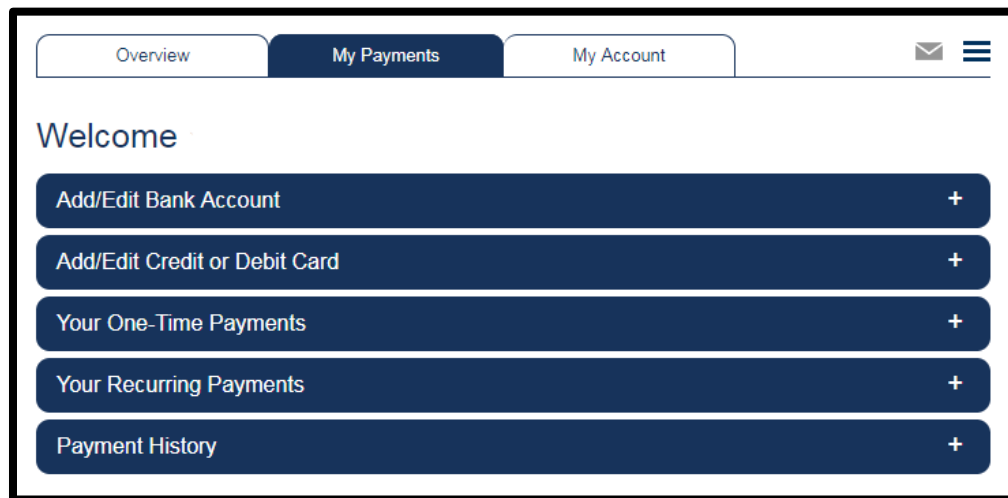 Overview My Payments My Account
Welcome
Add/Edit Bank Account +
Add/Edit Credit or Debit Card +
Your One-Time Payments +
Your Recurring Payments +
Payment History +